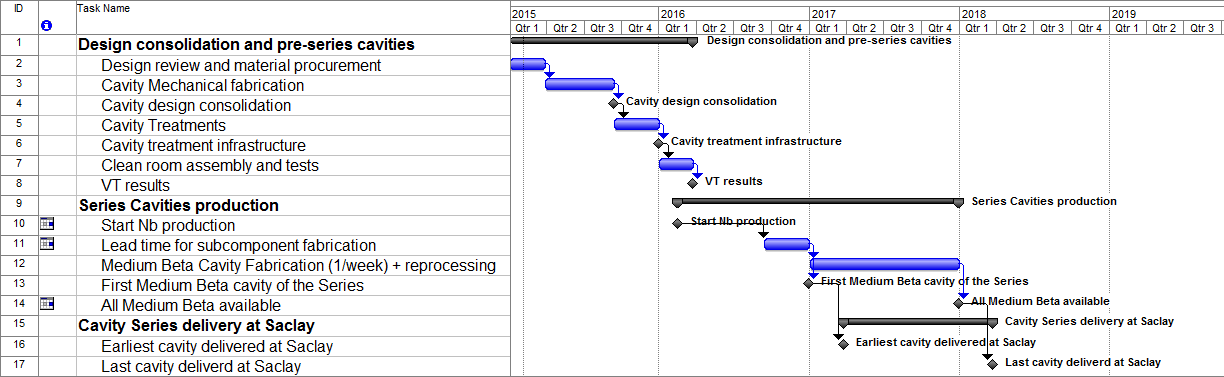 ID Task Name 2015 2016 2017 2018 2019
Qtr 1 Qtr 2 Qtr 3 Qtr 4 Qtr 1 Qtr 2 Qtr 3 Qtr 4 Qtr 1 Qtr 2 Qtr 3 Qtr 4 Qtr 1 Qtr 2 Qtr 3 Qtr 4 Qtr 1 Qtr 2 Qtr 3
1 Design consolidation and pre-series cavities Design consolidation and pre-series cavities
2 Design review and material procurement
3 Cavity Mechanical fabrication
4 Cavity design consolidation Cavity design consolidation
5 Cavity Treatments
6 Cavity treatment infrastructure Cavity treatment infrastructure
7 Clean room assembly and tests
8 VT results VT results
9 Series Cavities production Series Cavities production
10 Start Nb production Start Nb production
11 Lead time for subcomponent fabrication
12 Medium Beta Cavity Fabrication (1/week) + reprocessing
13 First Medium Beta cavity of the Series First Medium Beta cavity of the Series
14 All Medium Beta available All Medium Beta available
15 Cavity Series delivery at Saclay Cavity Series delivery at Saclay
16 Earliest cavity delivered at Saclay Earliest cavity delivered at Saclay
17 Last cavity deliverd at Saclay Last cavity deliverd at Saclay